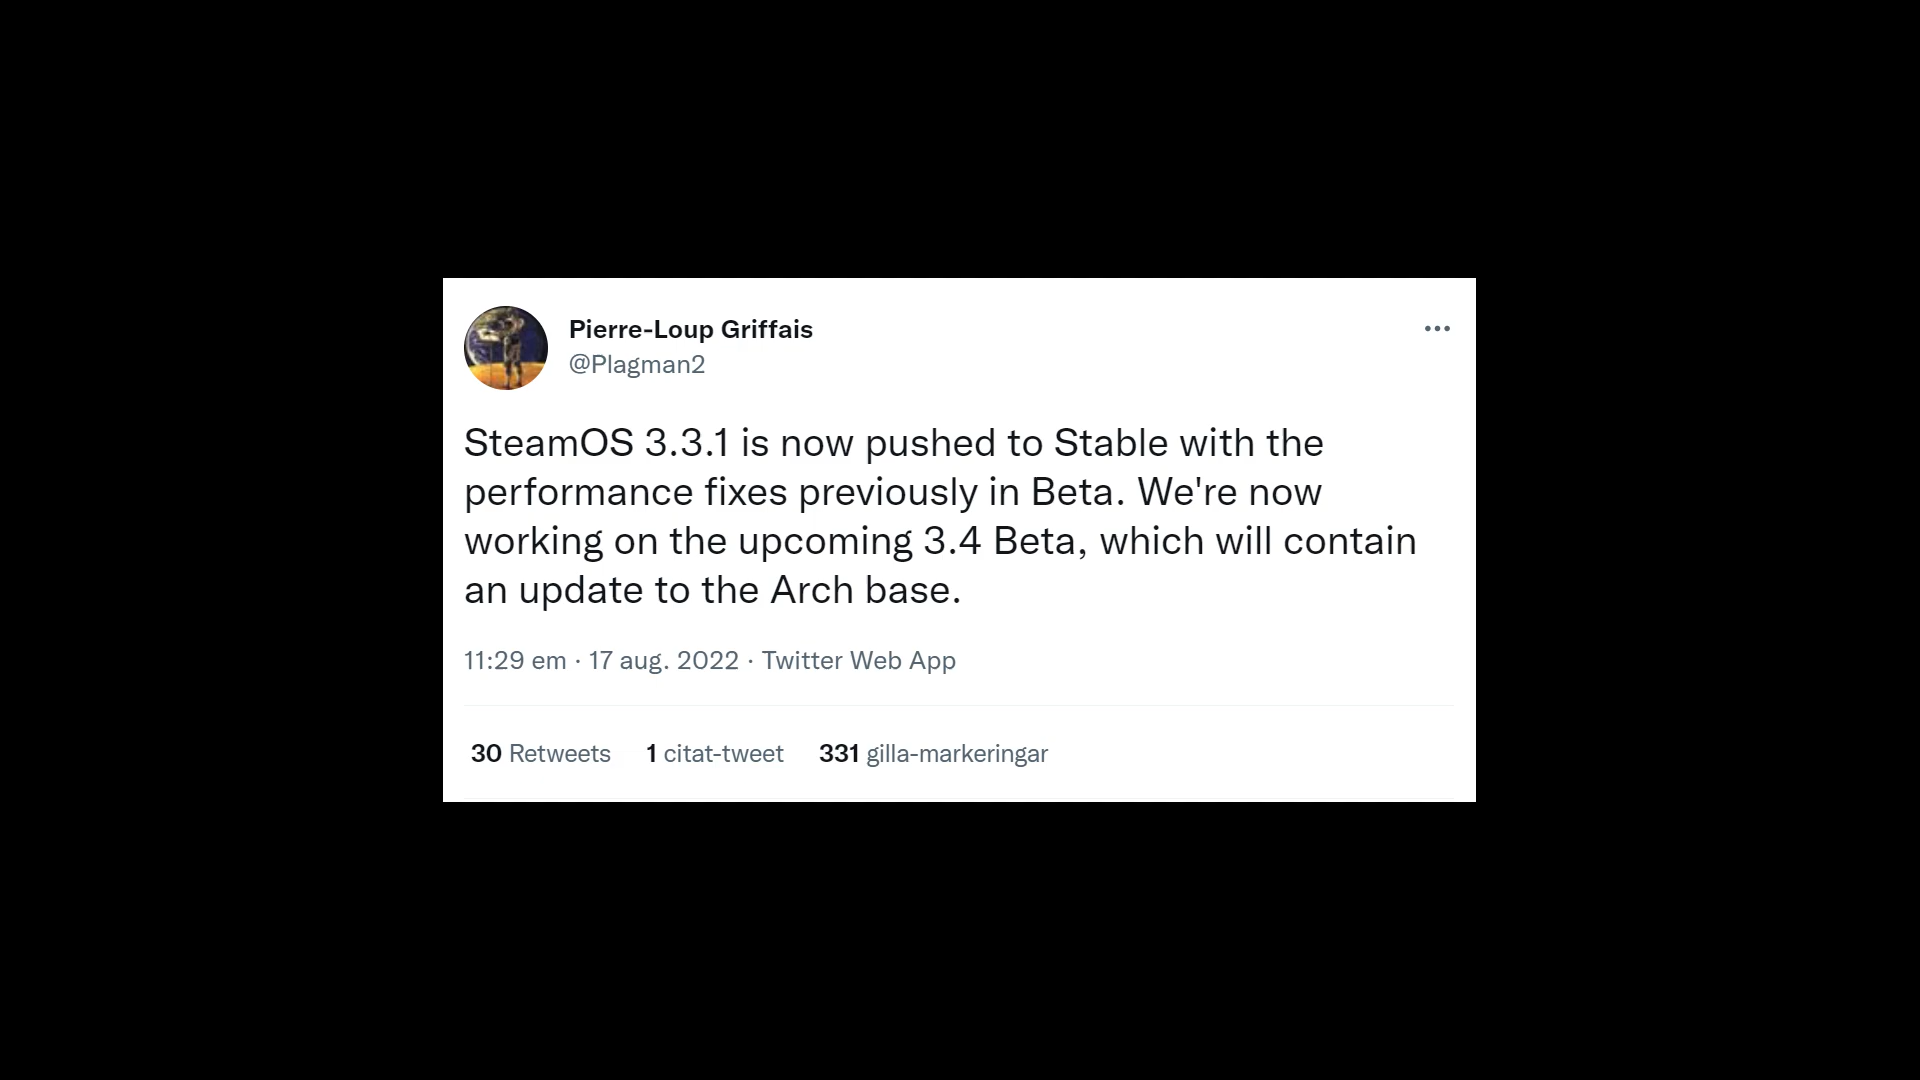 Pierre-Loup Griffais
@Plagman2
SteamOS 3.3.1 is now pushed to Stable with the
performance fixes previously in Beta. We're now
working on the upcoming 3.4 Beta, which will contain
an update to the Arch base.
11:29 em · 17 aug. 2022 · Twitter Web App
30 Retweets 1 citat-tweet 331 gilla-markeringar